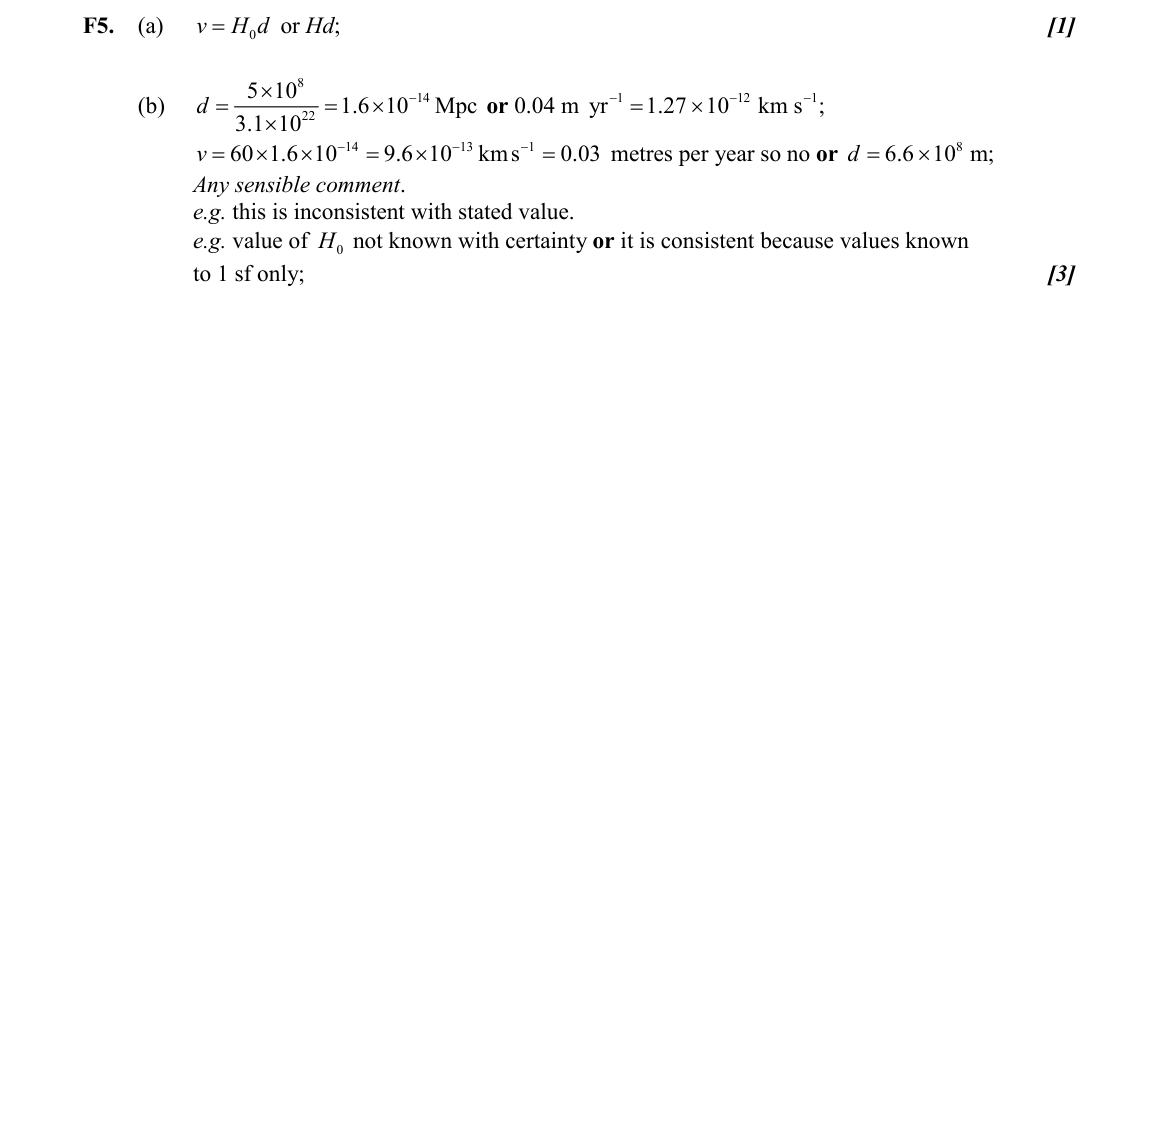 F5. (a) v = H₀d or Hd; [1]
(b) d = 5×10⁸ / 3.1×10²² = 1.6×10⁻¹⁴ Mpc or 0.04 m yr⁻¹ = 1.27×10⁻¹² km s⁻¹;
v = 60×1.6×10⁻¹⁴ = 9.6×10⁻¹³ km s⁻¹ = 0.03 metres per year so no or d = 6.6×10⁸ m;
Any sensible comment.
e.g. this is inconsistent with stated value.
e.g. value of H₀ not known with certainty or it is consistent because values known
to 1 sf only; [3]